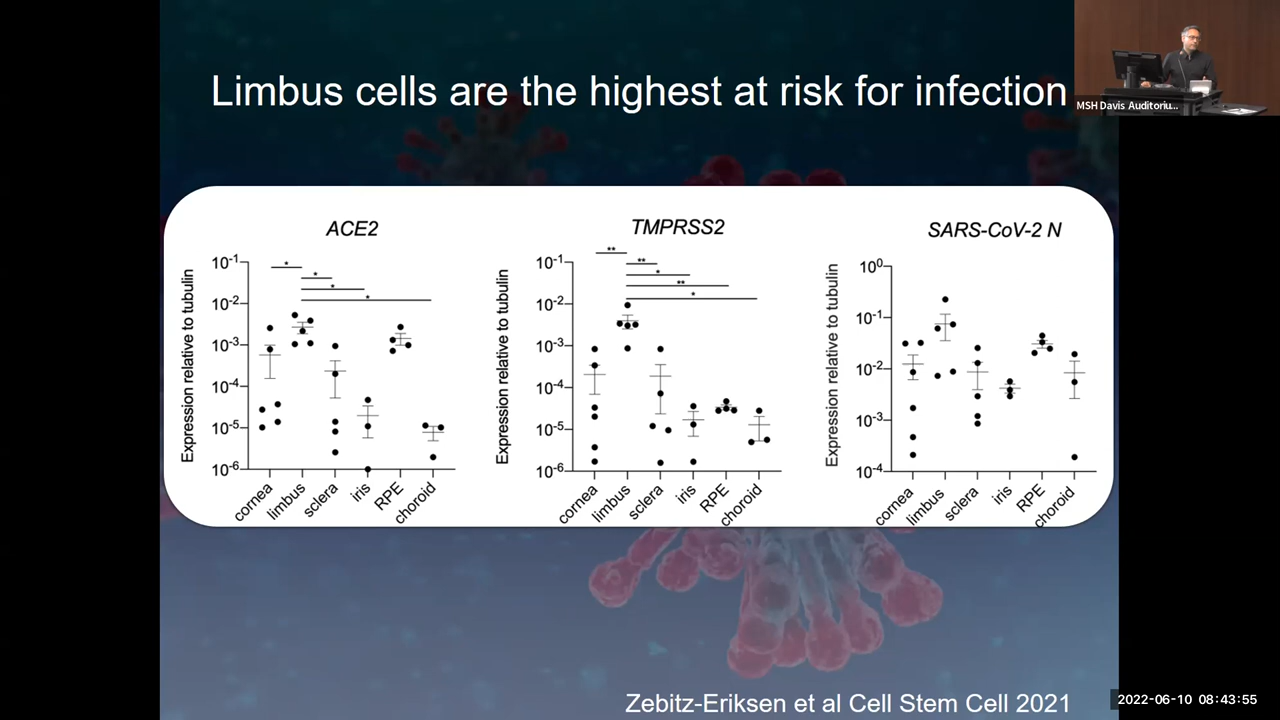 Limbus cells are the highest at risk for infection
MSH Davis Auditoriu...
ACE2
Expression relative to tubulin
10-1
10-2
10-3
10-4
10-5
10-6
*
*
*
*
cornea
limbus
sclera
iris
RPE
choroid
TMPRSS2
Expression relative to tubulin
10-1
10-2
10-3
10-4
10-5
10-6
**
**
*
**
*
cornea
limbus
sclera
iris
RPE
choroid
SARS-CoV-2 N
Expression relative to tubulin
100
10-1
10-2
10-3
10-4
cornea
limbus
sclera
iris
RPE
choroid
Zebitz-Eriksen et al Cell Stem Cell 2021
2022-06-10 08:43:55